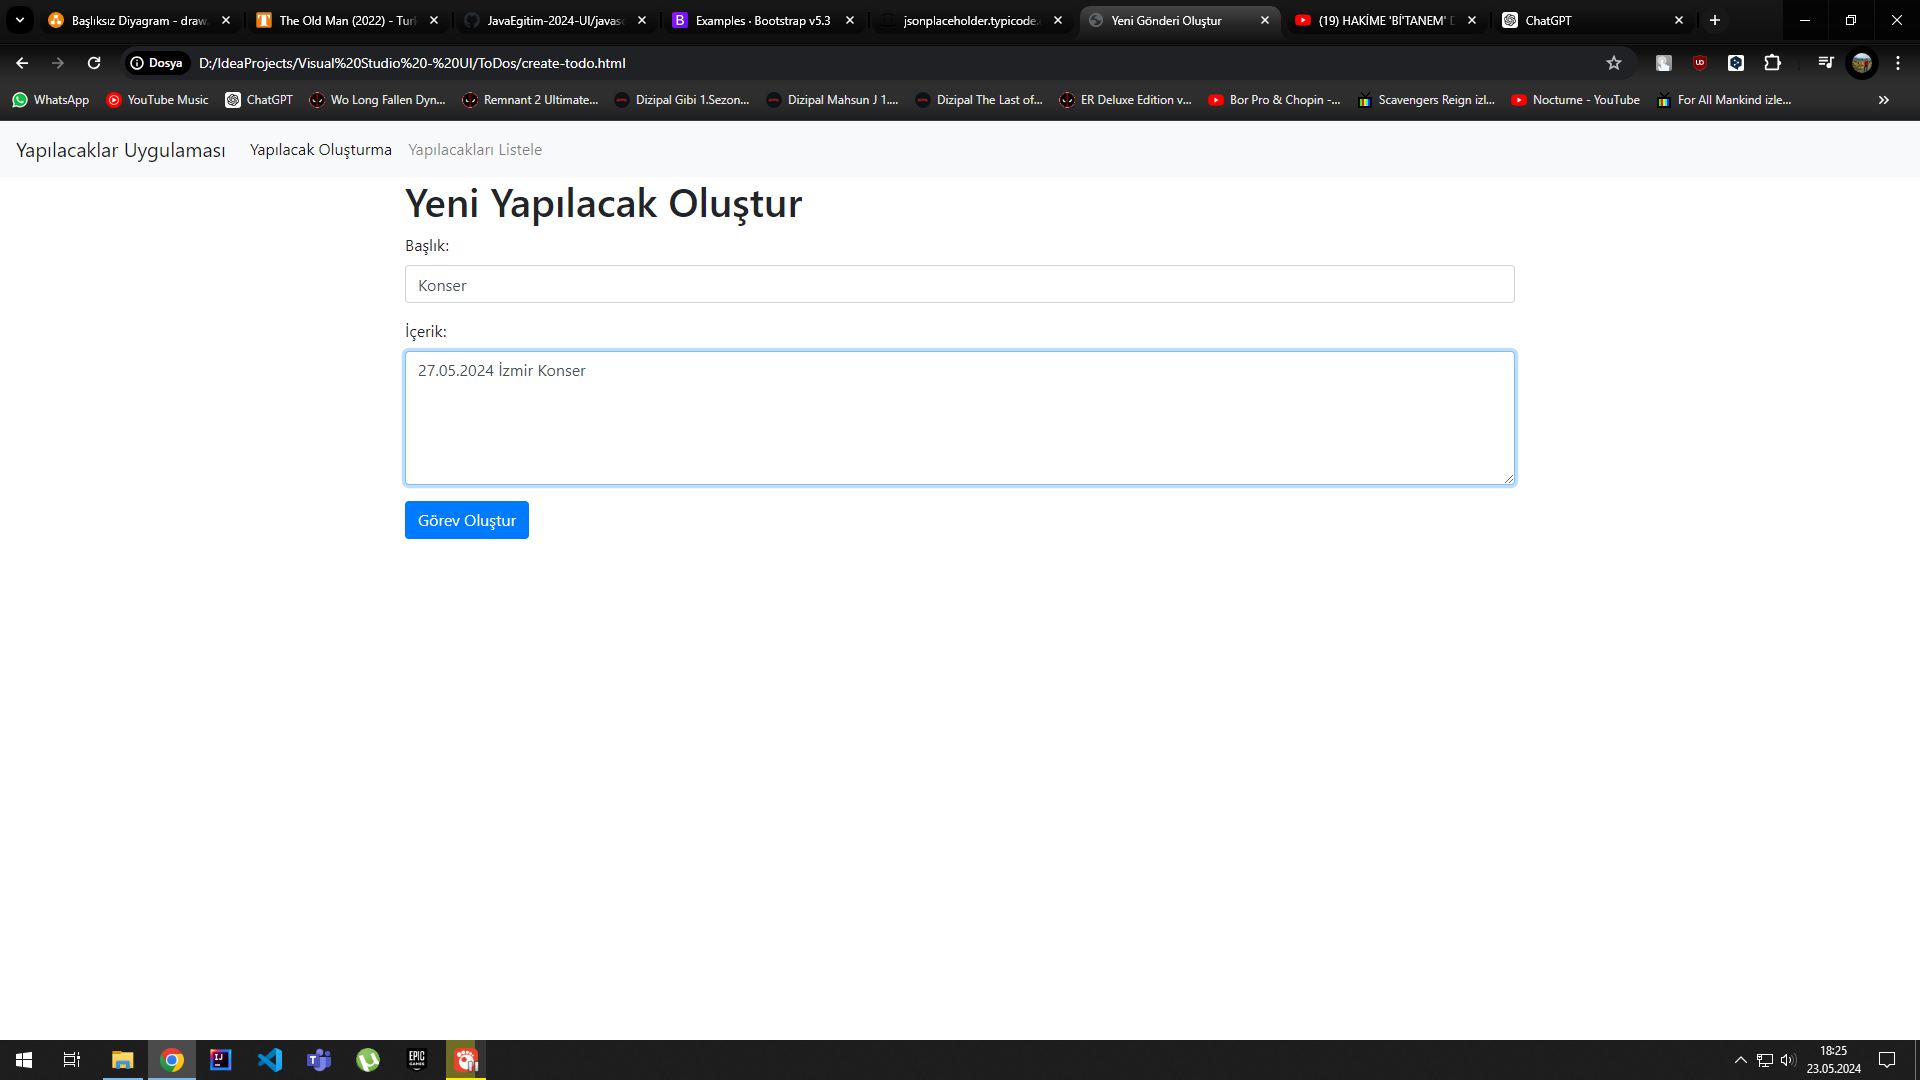 Başlıksız Diyagram - draw.
The Old Man (2022) - Turk
JavaEgitim-2024-UI/javasc
Examples · Bootstrap v5.3
jsonplaceholder.typicode.
Yeni Gönderi Oluştur
(19) HAKİME 'Bİ'TANEM'
ChatGPT
Dosya
D:/IdeaProjects/Visual%20Studio%20-%20UI/ToDos/create-todo.html
WhatsApp
YouTube Music
ChatGPT
Wo Long Fallen Dyn...
Remnant 2 Ultimate...
Dizipal Gibi 1.Sezon...
Dizipal Mahsun J 1....
Dizipal The Last of...
ER Deluxe Edition v...
Bor Pro & Chopin -...
Scavengers Reign izl...
Nocturne - YouTube
For All Mankind izle...
Yapılacaklar Uygulaması
Yapılacak Oluşturma
Yapılacakları Listele
Yeni Yapılacak Oluştur
Başlık:
Konser
İçerik:
27.05.2024 İzmir Konser
Görev Oluştur
18:25
23.05.2024